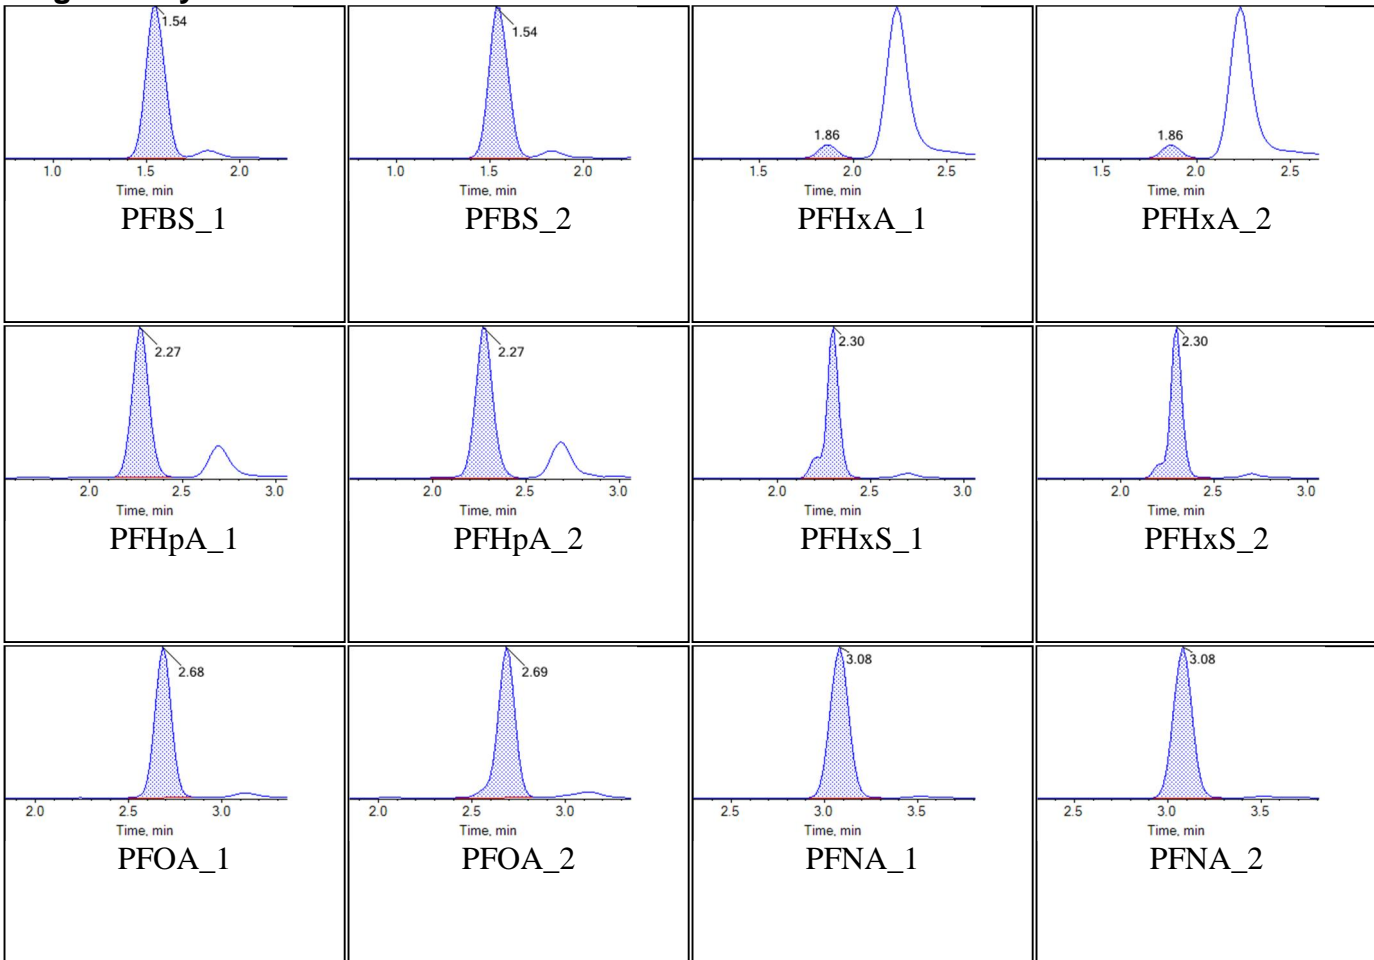 1.54
1.0 1.5 2.0
Time, min
PFBS_1
1.54
1.0 1.5 2.0
Time, min
PFBS_2
1.86
1.5 2.0 2.5
Time, min
PFHxA_1
1.86
1.5 2.0 2.5
Time, min
PFHxA_2
2.27
2.0 2.5 3.0
Time, min
PFHpA_1
2.27
2.0 2.5 3.0
Time, min
PFHpA_2
2.30
2.0 2.5 3.0
Time, min
PFHxS_1
2.30
2.0 2.5 3.0
Time, min
PFHxS_2
2.68
2.0 2.5 3.0
Time, min
PFOA_1
2.69
2.0 2.5 3.0
Time, min
PFOA_2
3.08
2.5 3.0 3.5
Time, min
PFNA_1
3.08
2.5 3.0 3.5
Time, min
PFNA_2